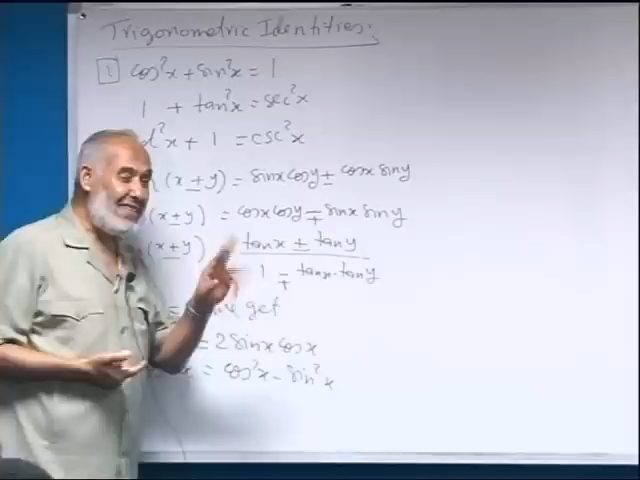 Trigonometric Identities:
1 cos²x + sin²x = 1
1 + tan²x = sec²x
t²x + 1 = csc²x
(x ± y) = sinx cosy ± cosx siny
(x ± y) = cosx cosy ∓ sinx siny
(x ± y) tanx ± tany
1 ∓ tanx·tany
= get
= 2 sinx cosx
x = cos²x - sin²x